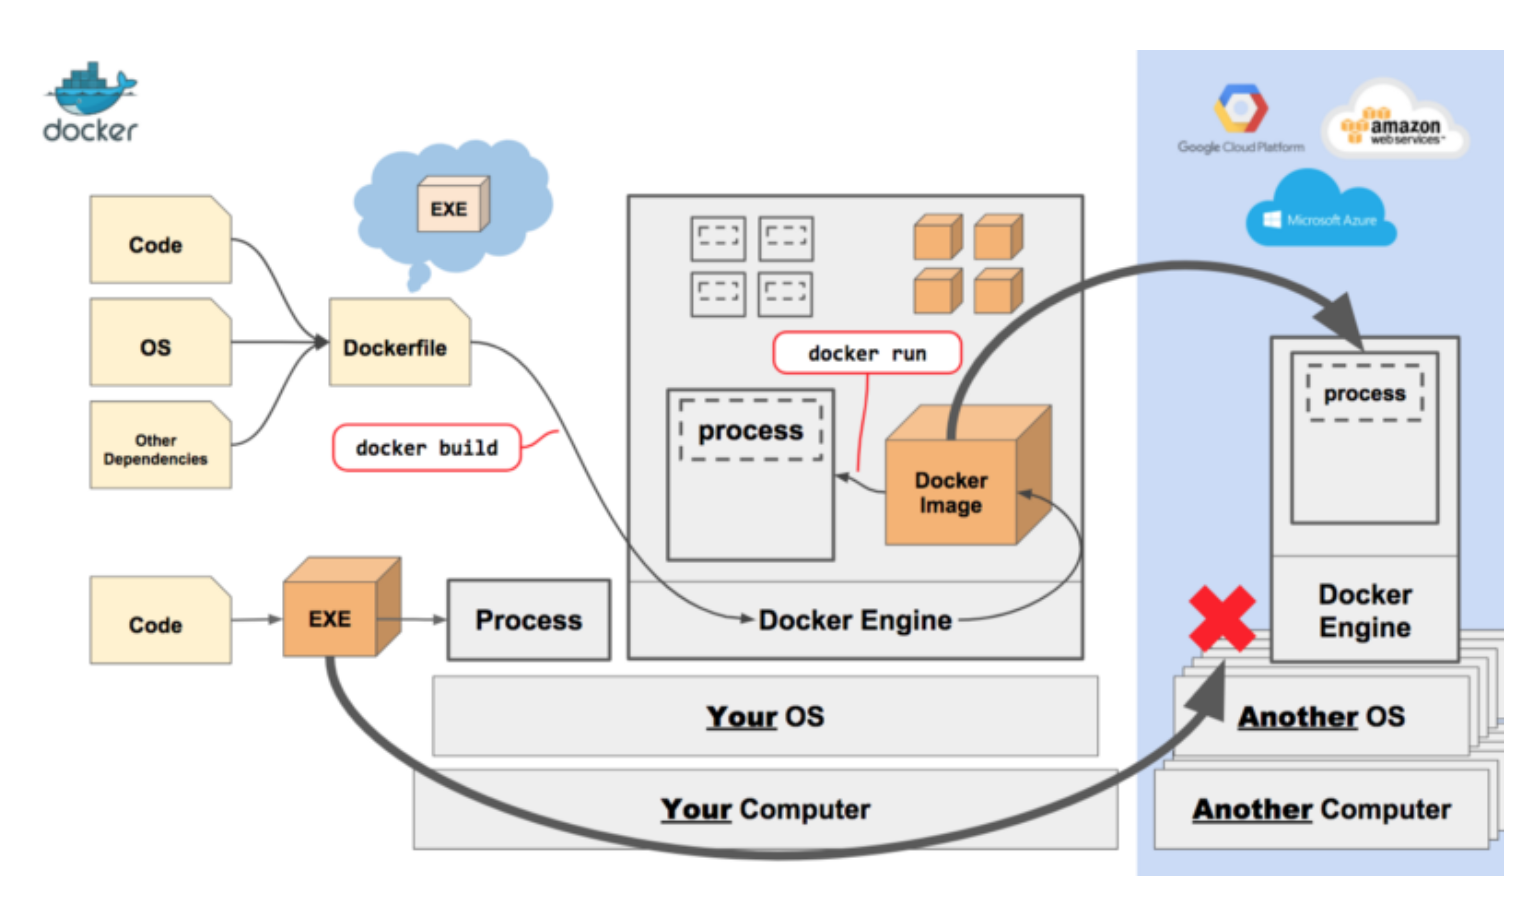 docker
Google Cloud Platform
amazon
web services™
Microsoft Azure
EXE
Code
OS
Other
Dependencies
Dockerfile
docker build
docker run
process
Docker
Image
Docker Engine
process
Docker
Engine
Code
EXE
Process
Your OS
Your Computer
Another OS
Another Computer